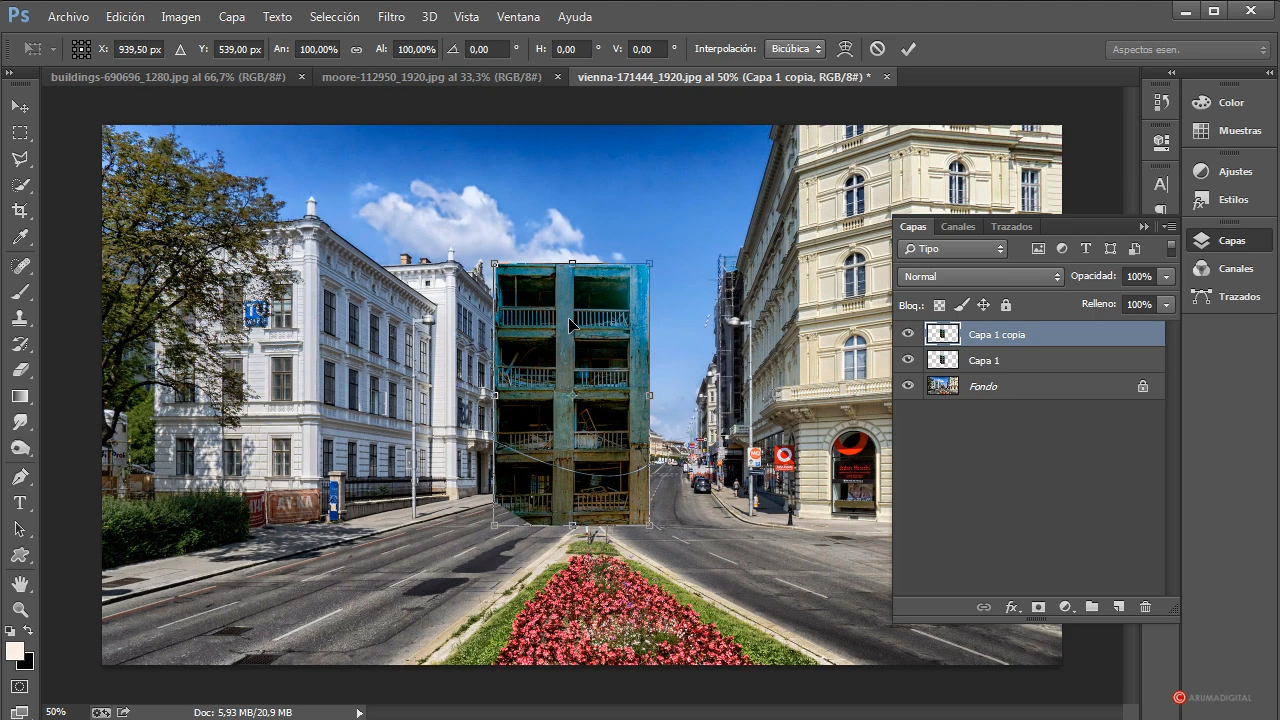 Ps Archivo Edición Imagen Capa Texto Selección Filtro 3D Vista Ventana Ayuda
X: 939,50 px Y: 539,00 px An: 100,00% Al: 100,00% 0,00 ° H: 0,00 ° V: 0,00 ° Interpolación: Bicúbica Aspectos esen.
buildings-690696_1280.jpg al 66,7% (RGB/8#) × moore-112950_1920.jpg al 33,3% (RGB/8#) × vienna-171444_1920.jpg al 50% (Capa 1 copia, RGB/8#) * ×
Color
Muestras
Ajustes
Estilos
Capas
Canales
Trazados
Capas Canales Trazados
Tipo
Normal Opacidad: 100%
Bloq.: Relleno: 100%
Capa 1 copia
Capa 1
Fondo
fx
TU
50% Doc: 5,93 MB/20,9 MB
© ARUMADIGITAL